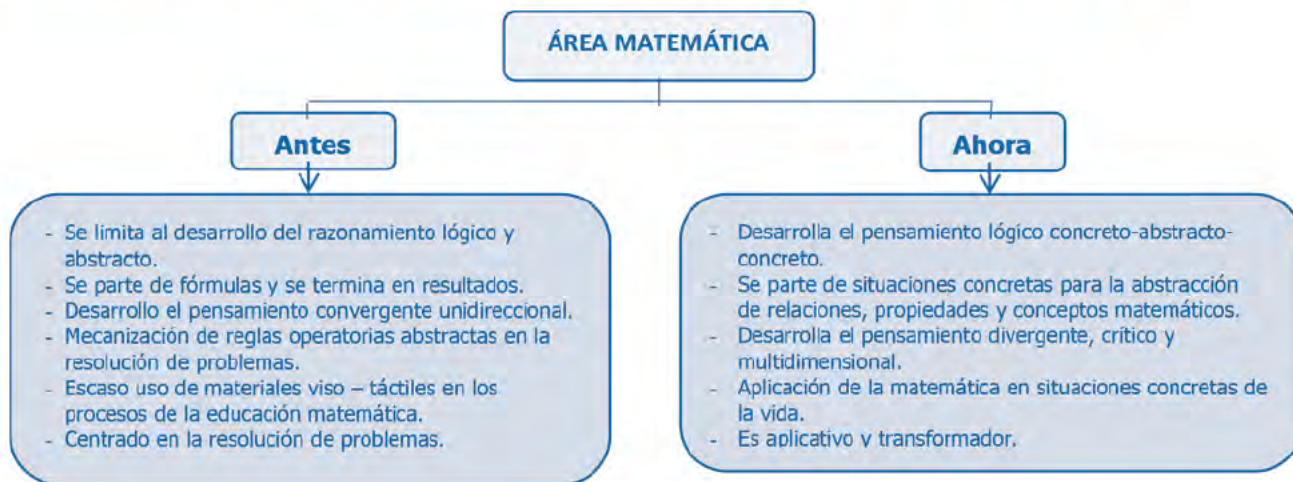 ÁREA MATEMÁTICA
Antes
- Se limita al desarrollo del razonamiento lógico y
abstracto.
- Se parte de fórmulas y se termina en resultados.
- Desarrollo el pensamiento convergente unidireccional.
- Mecanización de reglas operatorias abstractas en la
resolución de problemas.
- Escaso uso de materiales viso – táctiles en los
procesos de la educación matemática.
- Centrado en la resolución de problemas.
Ahora
- Desarrolla el pensamiento lógico concreto-abstracto-
concreto.
- Se parte de situaciones concretas para la abstracción
de relaciones, propiedades y conceptos matemáticos.
- Desarrolla el pensamiento divergente, crítico y
multidimensional.
- Aplicación de la matemática en situaciones concretas de
la vida.
- Es aplicativo y transformador.